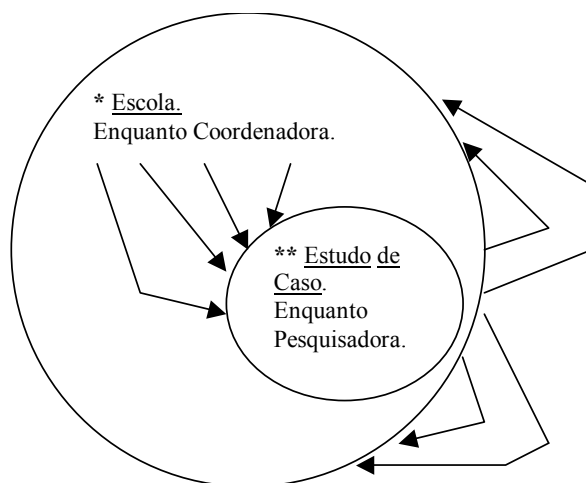 * Escola.
Enquanto Coordenadora.
** Estudo de
Caso.
Enquanto
Pesquisadora.